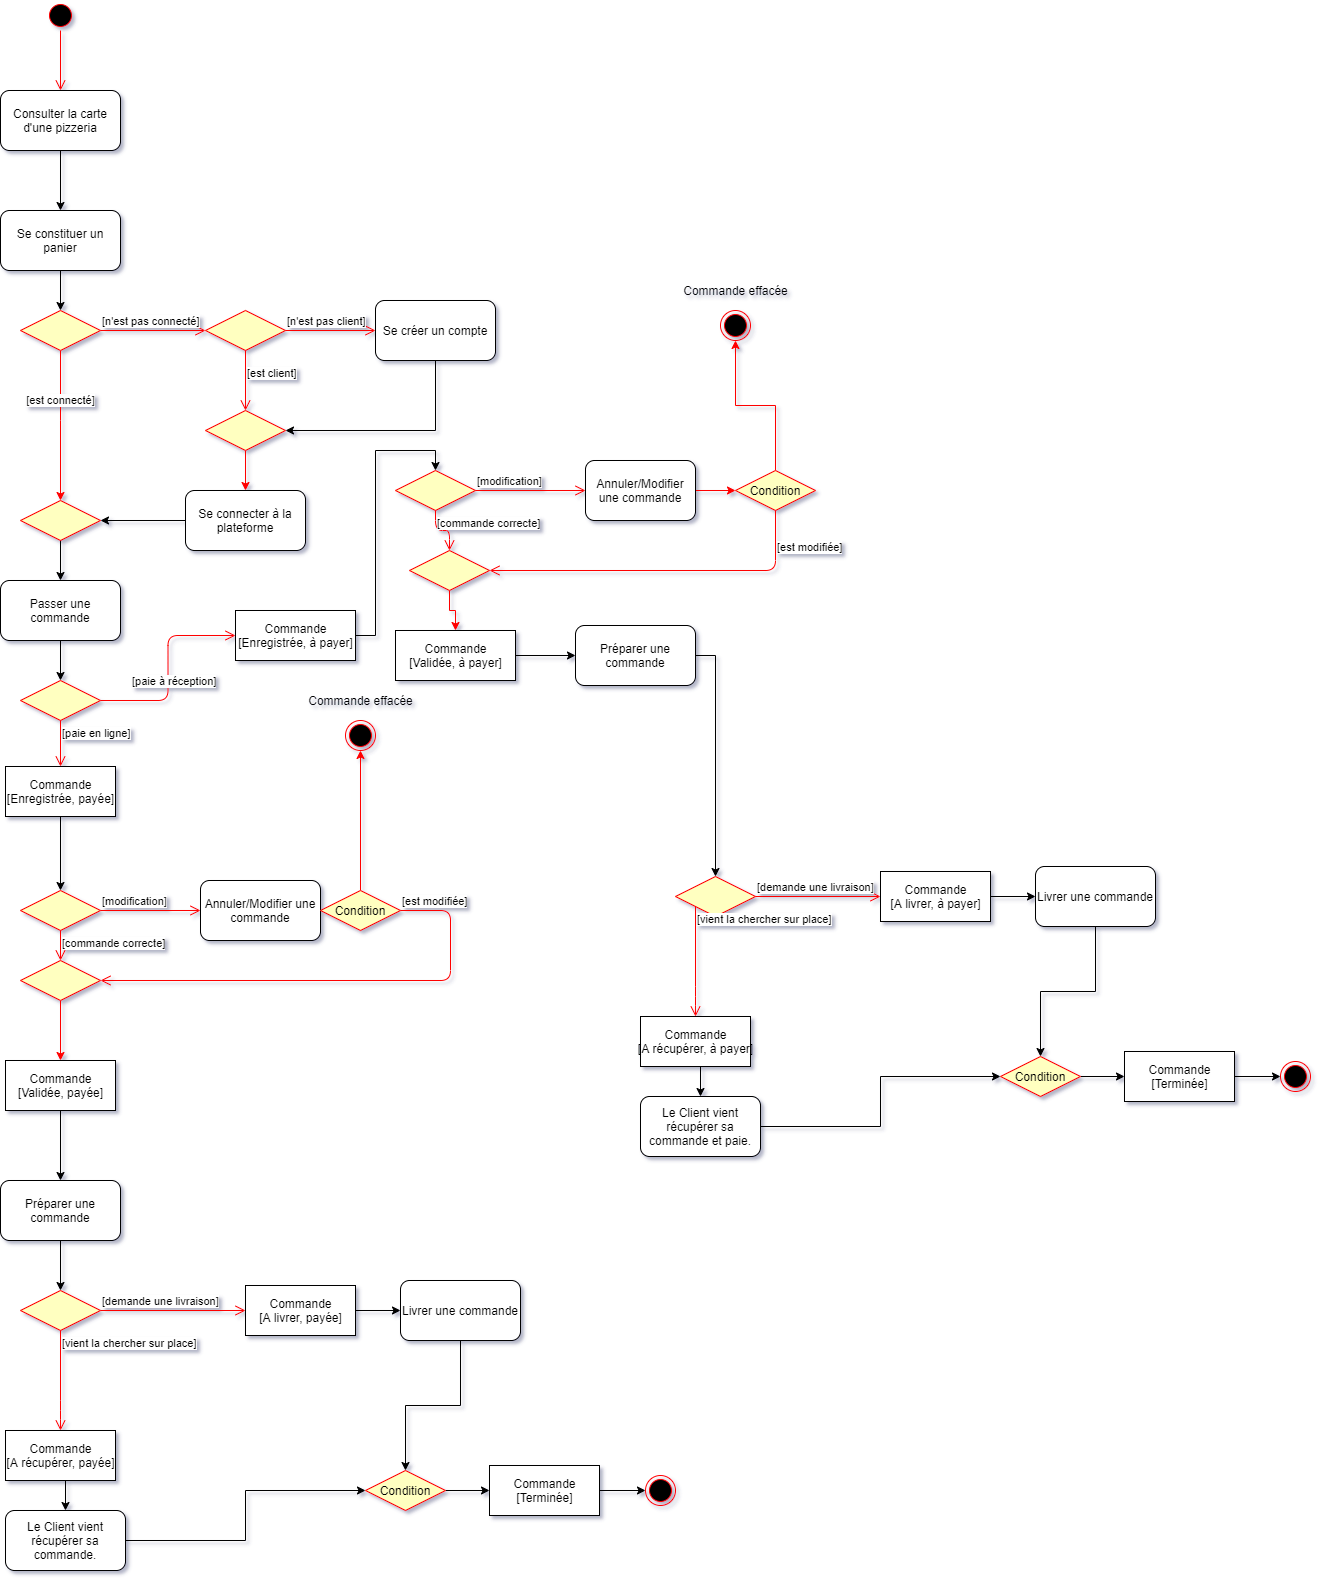 Consulter la carte
d'une pizzeria
Se constituer un
panier
Commande effacée
[n'est pas connecté]
[n'est pas client]
Se créer un compte
[est client]
[est connecté]
[modification]
Annuler/Modifier
une commande
Condition
Se connecter à la
plateforme
[commande correcte]
[est modifiée]
Passer une
commande
Commande
[Enregistrée, à payer]
Commande
[Validée, à payer]
Préparer une
commande
[paie à réception]
Commande effacée
[paie en ligne]
Commande
[Enregistrée, payée]
[modification]
Annuler/Modifier une
commande
Condition
[est modifiée]
[demande une livraison]
Commande
[A livrer, à payer]
Livrer une commande
[vient la chercher sur place]
[commande correcte]
Commande
[A récupérer, à payer]
Condition
Commande
[Terminée]
Commande
[Validée, payée]
Le Client vient
récupérer sa
commande et paie.
Préparer une
commande
[demande une livraison]
Commande
[A livrer, payée]
Livrer une commande
[vient la chercher sur place]
Commande
[A récupérer, payée]
Condition
Commande
[Terminée]
Le Client vient
récupérer sa
commande.